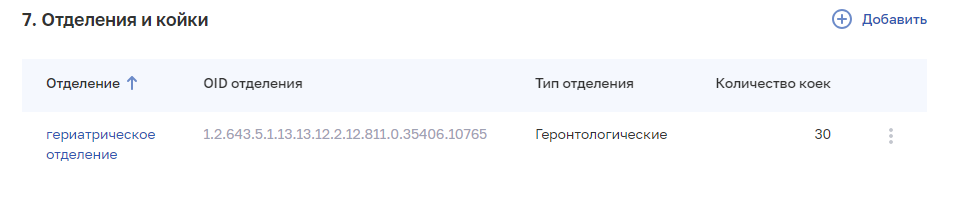 7. Отделения и койки
Добавить
Отделение OID отделения Тип отделения Количество коек
гериатрическое 1.2.643.5.1.13.13.12.2.12.811.0.35406.10765 Геронтологические 30
отделение